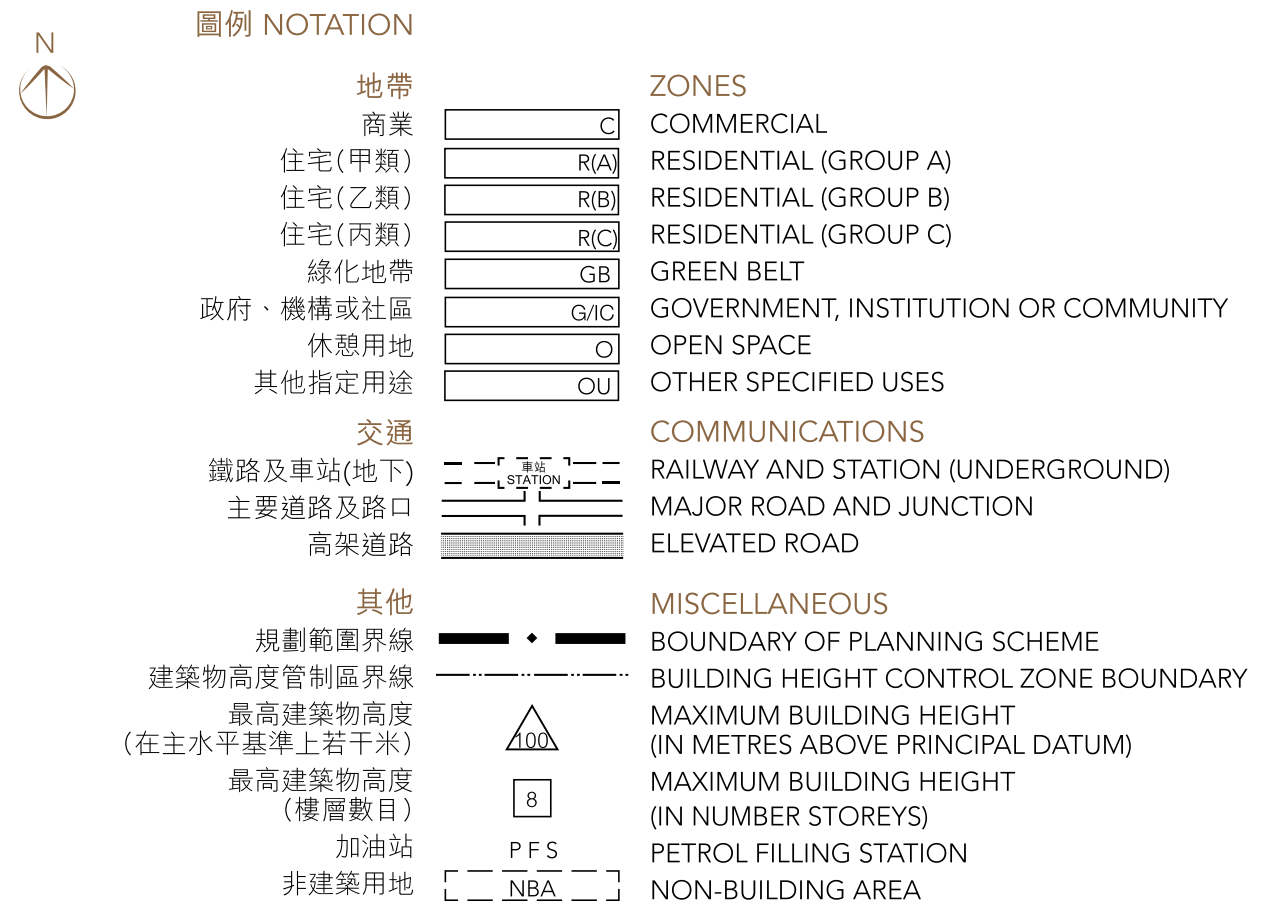 圖例 NOTATION
N
地帶 ZONES
商業 C COMMERCIAL
住宅(甲類) R(A) RESIDENTIAL (GROUP A)
住宅(乙類) R(B) RESIDENTIAL (GROUP B)
住宅(丙類) R(C) RESIDENTIAL (GROUP C)
綠化地帶 GB GREEN BELT
政府、機構或社區 G/IC GOVERNMENT, INSTITUTION OR COMMUNITY
休憩用地 O OPEN SPACE
其他指定用途 OU OTHER SPECIFIED USES
交通 COMMUNICATIONS
鐵路及車站(地下) 車站 STATION RAILWAY AND STATION (UNDERGROUND)
主要道路及路口 MAJOR ROAD AND JUNCTION
高架道路 ELEVATED ROAD
其他 MISCELLANEOUS
規劃範圍界線 BOUNDARY OF PLANNING SCHEME
建築物高度管制區界線 BUILDING HEIGHT CONTROL ZONE BOUNDARY
最高建築物高度 MAXIMUM BUILDING HEIGHT
(在主水平基準上若干米) 100 (IN METRES ABOVE PRINCIPAL DATUM)
最高建築物高度 MAXIMUM BUILDING HEIGHT
(樓層數目) 8 (IN NUMBER STOREYS)
加油站 P F S PETROL FILLING STATION
非建築用地 NBA NON-BUILDING AREA